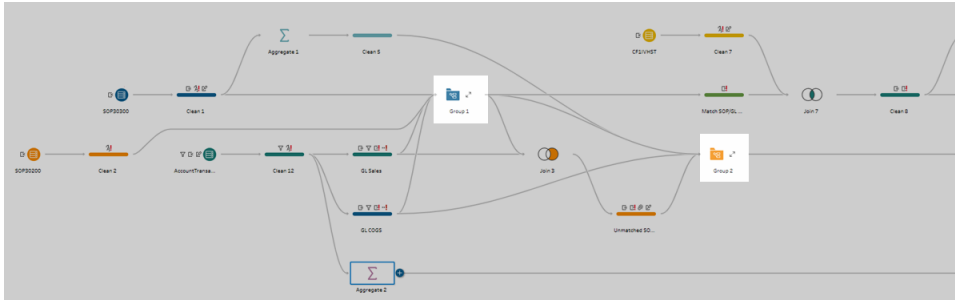 Aggregate 1
Clean 5
CF1/VHST
Clean 7
SOP30300
Clean 1
Group 1
Match SOP/GL ...
Join 7
Clean 8
SOP30200
Clean 2
AccountTransa...
Clean 12
GL Sales
Join 3
Group 2
GL COGS
Unmatched SO...
Aggregate 2